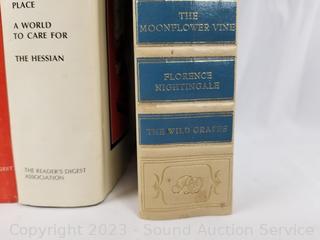 PLACE
A WORLD
TO CARE FOR
THE HESSIAN
THE READER'S DIGEST
ASSOCIATION
THE
MOONFLOWER VINE
FLORENCE
NIGHTINGALE
THE WILD GRAPES
Copyright 2023 - Sound Auction Service